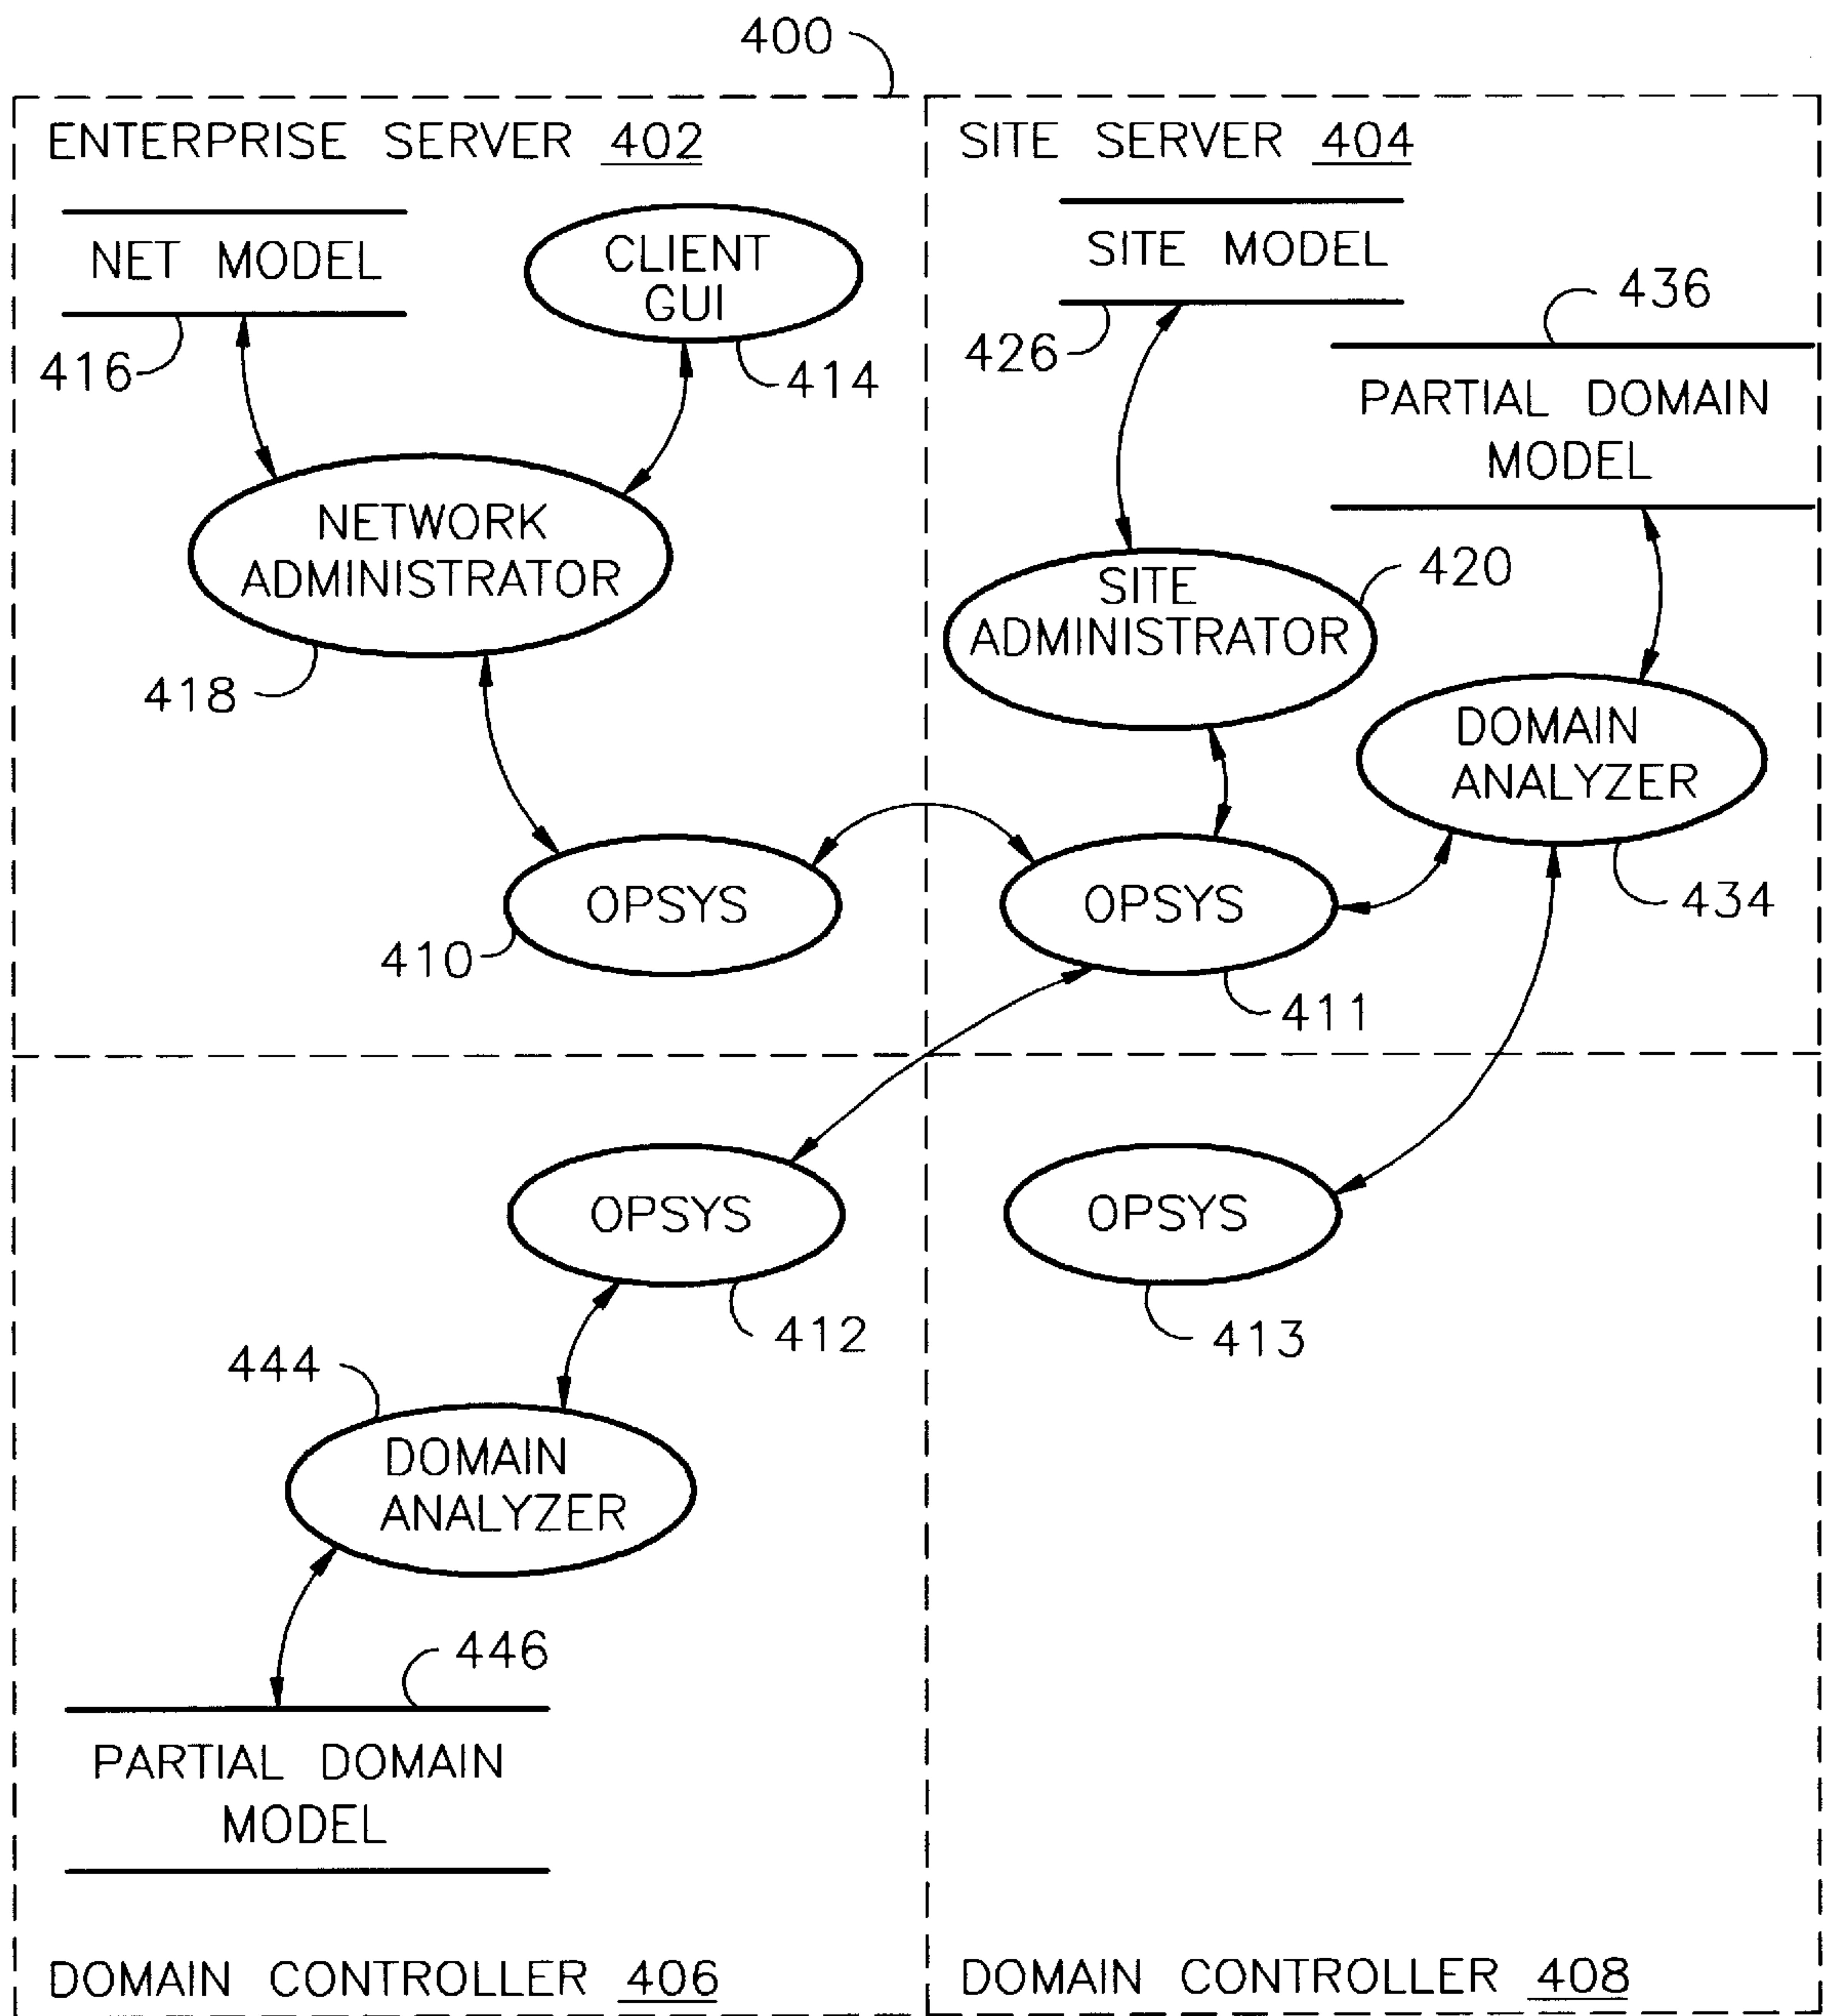 400
ENTERPRISE SERVER 402
NET MODEL
416
CLIENT
GUI
414
NETWORK
ADMINISTRATOR
418
OPSYS
410
SITE SERVER 404
SITE MODEL
426
436
PARTIAL DOMAIN
MODEL
SITE
ADMINISTRATOR
420
DOMAIN
ANALYZER
434
OPSYS
411
OPSYS
412
444
DOMAIN
ANALYZER
446
PARTIAL DOMAIN
MODEL
DOMAIN CONTROLLER 406
OPSYS
413
DOMAIN CONTROLLER 408